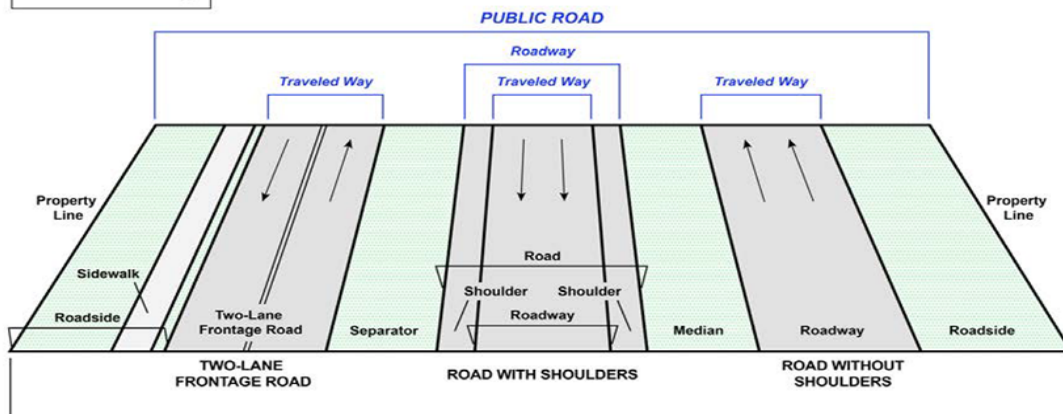 PUBLIC ROAD
Roadway
Traveled Way
Traveled Way
Traveled Way
Property
Line
Property
Line
Sidewalk
Road
Shoulder
Shoulder
Roadside
Two-Lane
Frontage Road
Separator
Roadway
Median
Roadway
Roadside
TWO-LANE
FRONTAGE ROAD
ROAD WITH SHOULDERS
ROAD WITHOUT
SHOULDERS